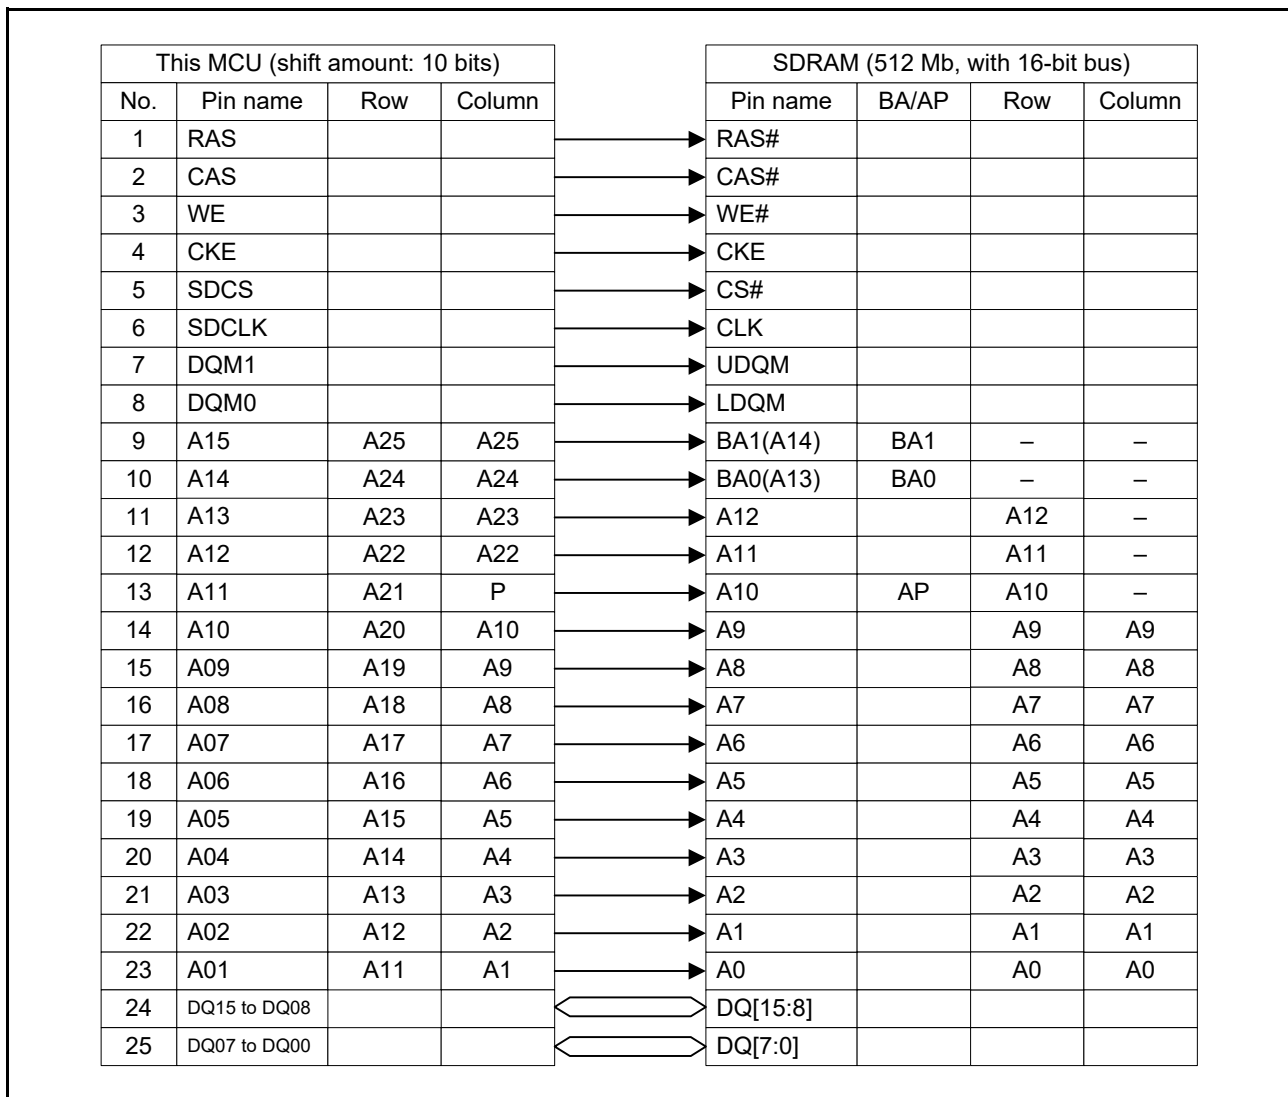 This MCU (shift amount: 10 bits) SDRAM (512 Mb, with 16-bit bus)
No. Pin name Row Column Pin name BA/AP Row Column
1 RAS RAS#
2 CAS CAS#
3 WE WE#
4 CKE CKE
5 SDCS CS#
6 SDCLK CLK
7 DQM1 UDQM
8 DQM0 LDQM
9 A15 A25 A25 BA1(A14) BA1 – –
10 A14 A24 A24 BA0(A13) BA0 – –
11 A13 A23 A23 A12 A12 –
12 A12 A22 A22 A11 A11 –
13 A11 A21 P A10 AP A10 –
14 A10 A20 A10 A9 A9 A9
15 A09 A19 A9 A8 A8 A8
16 A08 A18 A8 A7 A7 A7
17 A07 A17 A7 A6 A6 A6
18 A06 A16 A6 A5 A5 A5
19 A05 A15 A5 A4 A4 A4
20 A04 A14 A4 A3 A3 A3
21 A03 A13 A3 A2 A2 A2
22 A02 A12 A2 A1 A1 A1
23 A01 A11 A1 A0 A0 A0
24 DQ15 to DQ08 DQ[15:8]
25 DQ07 to DQ00 DQ[7:0]